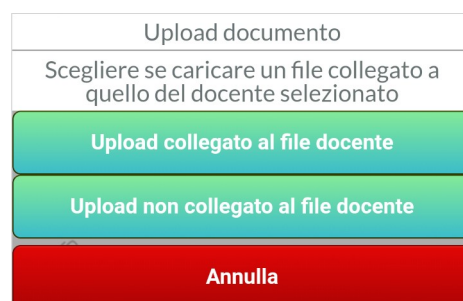 Upload documento
Scegliere se caricare un file collegato a
quello del docente selezionato
Upload collegato al file docente
Upload non collegato al file docente
Annulla